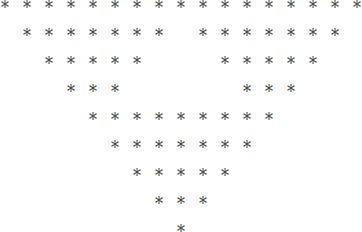 * * * * * * * * * * * * * * * * *
  * * * * * * *   * * * * * * *
    * * * * *       * * * * *
      * * *           * * *
        * * * * * * * * *
          * * * * * * *
            * * * * *
              * * *
                *